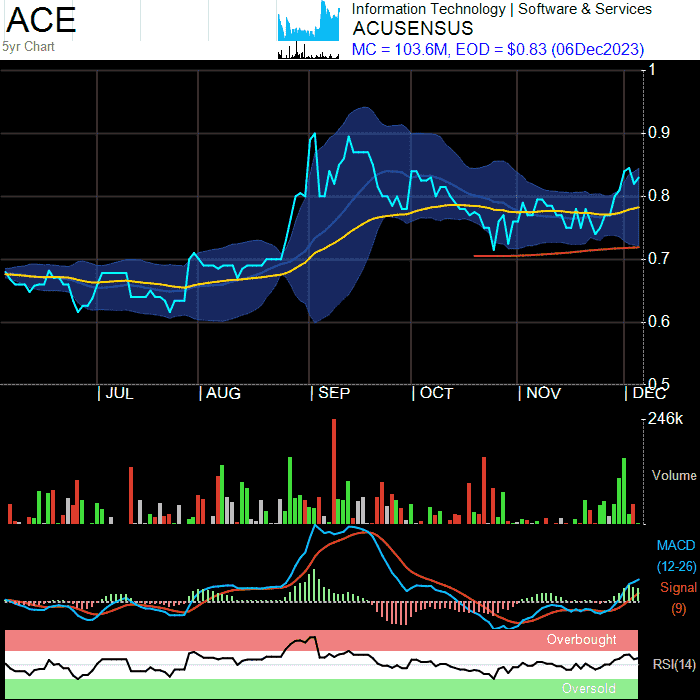 ACE
5yr Chart
Information Technology | Software & Services
ACUSENSUS
MC = 103.6M, EOD = $0.83 (06Dec2023)
1
0.9
0.8
0.7
0.6
0.5
| JUL | AUG | SEP | OCT | NOV | DEC
246k
Volume
MACD
(12-26)
Signal
(9)
Overbought
RSI(14)
Oversold